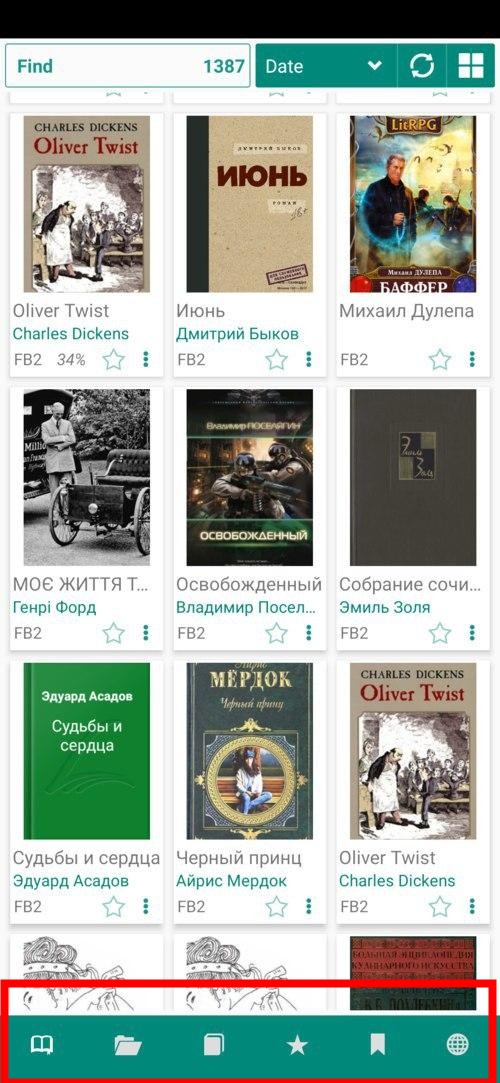 Find 1387 Date
CHARLES DICKENS
Oliver Twist
ДМИТРИЙ БЫКОВ
ИЮНЬ
РОМАН
18+
LitRPG
Михаил ДУЛЕПА
БАФФЕР
Oliver Twist
Charles Dickens
FB2 34%
Июнь
Дмитрий Быков
FB2
Михаил Дулепа
FB2
Million
Владимир ПОСЕЛЯГИН
ОСВОБОЖДЕННЫЙ
Эмиль
Золя
МОЄ ЖИТТЯ Т...
Генрі Форд
FB2
Освобожденный
Владимир Посел...
FB2
Собрание сочи...
Эмиль Золя
FB2
Эдуард Асадов
Судьбы и
сердца
Айрис
МЕРДОК
Черный принц
CHARLES DICKENS
Oliver Twist
Судьбы и сердца
Эдуард Асадов
FB2
Черный принц
Айрис Мердок
FB2
Oliver Twist
Charles Dickens
FB2
БОЛЬШАЯ ЭНЦИКЛОПЕДИЯ
КУЛИНАРНОГО ИСКУССТВА
В.В. ПОХЛЕБКИНА